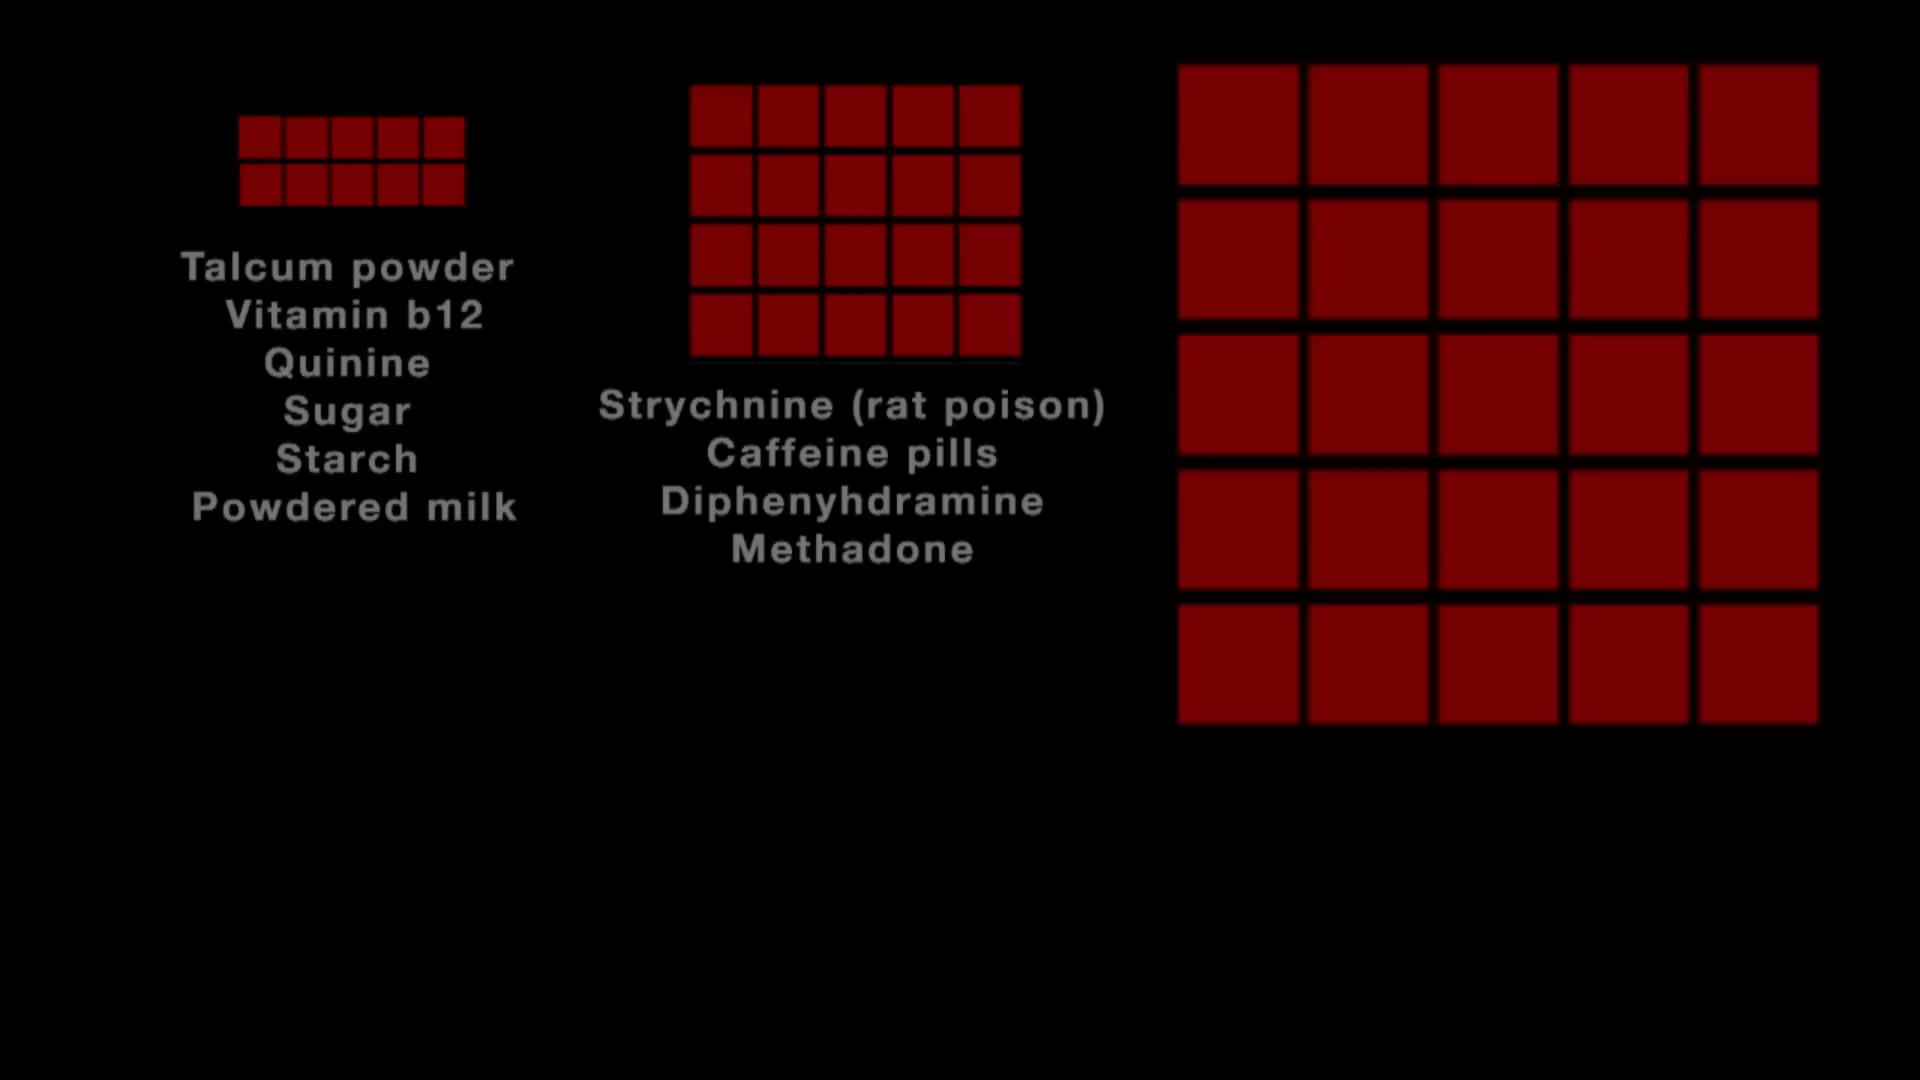 Talcum powder
Vitamin b12
Quinine
Sugar
Starch
Powdered milk
Strychnine (rat poison)
Caffeine pills
Diphenyhdramine
Methadone